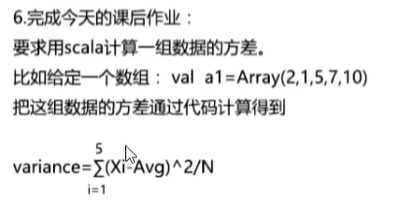 6.完成今天的课后作业：
要求用scala计算一组数据的方差。
比如给定一个数组：val a1=Array(2,1,5,7,10)
把这组数据的方差通过代码计算得到
5
variance=∑(Xi-Avg)^2/N
i=1